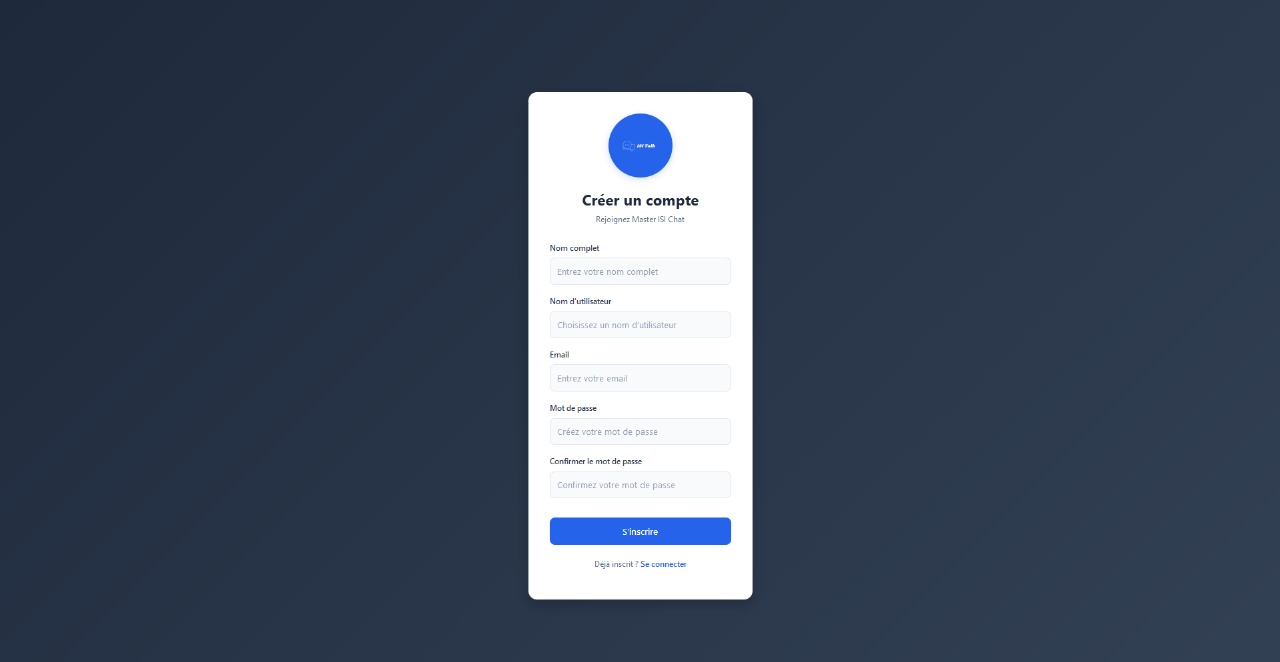 Créer un compte
Rejoignez Master ISI Chat
Nom complet
Entrez votre nom complet
Nom d'utilisateur
Choisissez un nom d'utilisateur
Email
Entrez votre email
Mot de passe
Créez votre mot de passe
Confirmer le mot de passe
Confirmez votre mot de passe
S'inscrire
Déjà inscrit ? Se connecter